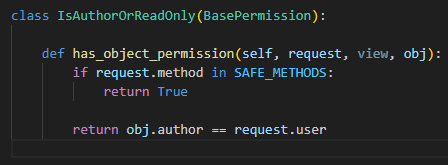 class IsAuthorOrReadOnly(BasePermission):
def has_object_permission(self, request, view, obj):
if request.method in SAFE_METHODS:
return True
return obj.author == request.user